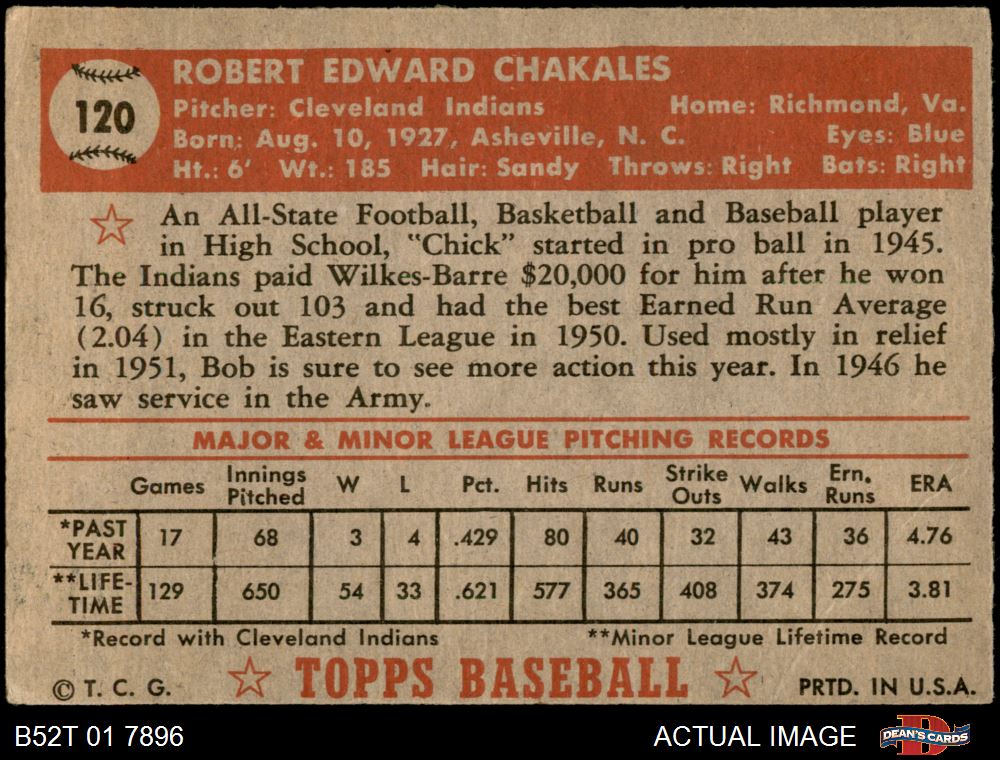 120
ROBERT EDWARD CHAKALES
Pitcher: Cleveland Indians Home: Richmond, Va.
Born: Aug. 10, 1927, Asheville, N. C. Eyes: Blue
Ht.: 6' Wt.: 185 Hair: Sandy Throws: Right Bats: Right
An All-State Football, Basketball and Baseball player
in High School, "Chick" started in pro ball in 1945.
The Indians paid Wilkes-Barre $20,000 for him after he won
16, struck out 103 and had the best Earned Run Average
(2.04) in the Eastern League in 1950. Used mostly in relief
in 1951, Bob is sure to see more action this year. In 1946 he
saw service in the Army.
MAJOR & MINOR LEAGUE PITCHING RECORDS
Games Innings Pitched W L Pct. Hits Runs Strike Outs Walks Ern. Runs ERA
*PAST YEAR 17 68 3 4 .429 80 40 32 43 36 4.76
**LIFE-TIME 129 650 54 33 .621 577 365 408 374 275 3.81
*Record with Cleveland Indians **Minor League Lifetime Record
© T. C. G. TOPPS BASEBALL PRTD. IN U.S.A.
B52T 01 7896 ACTUAL IMAGE D DEAN'S CARDS